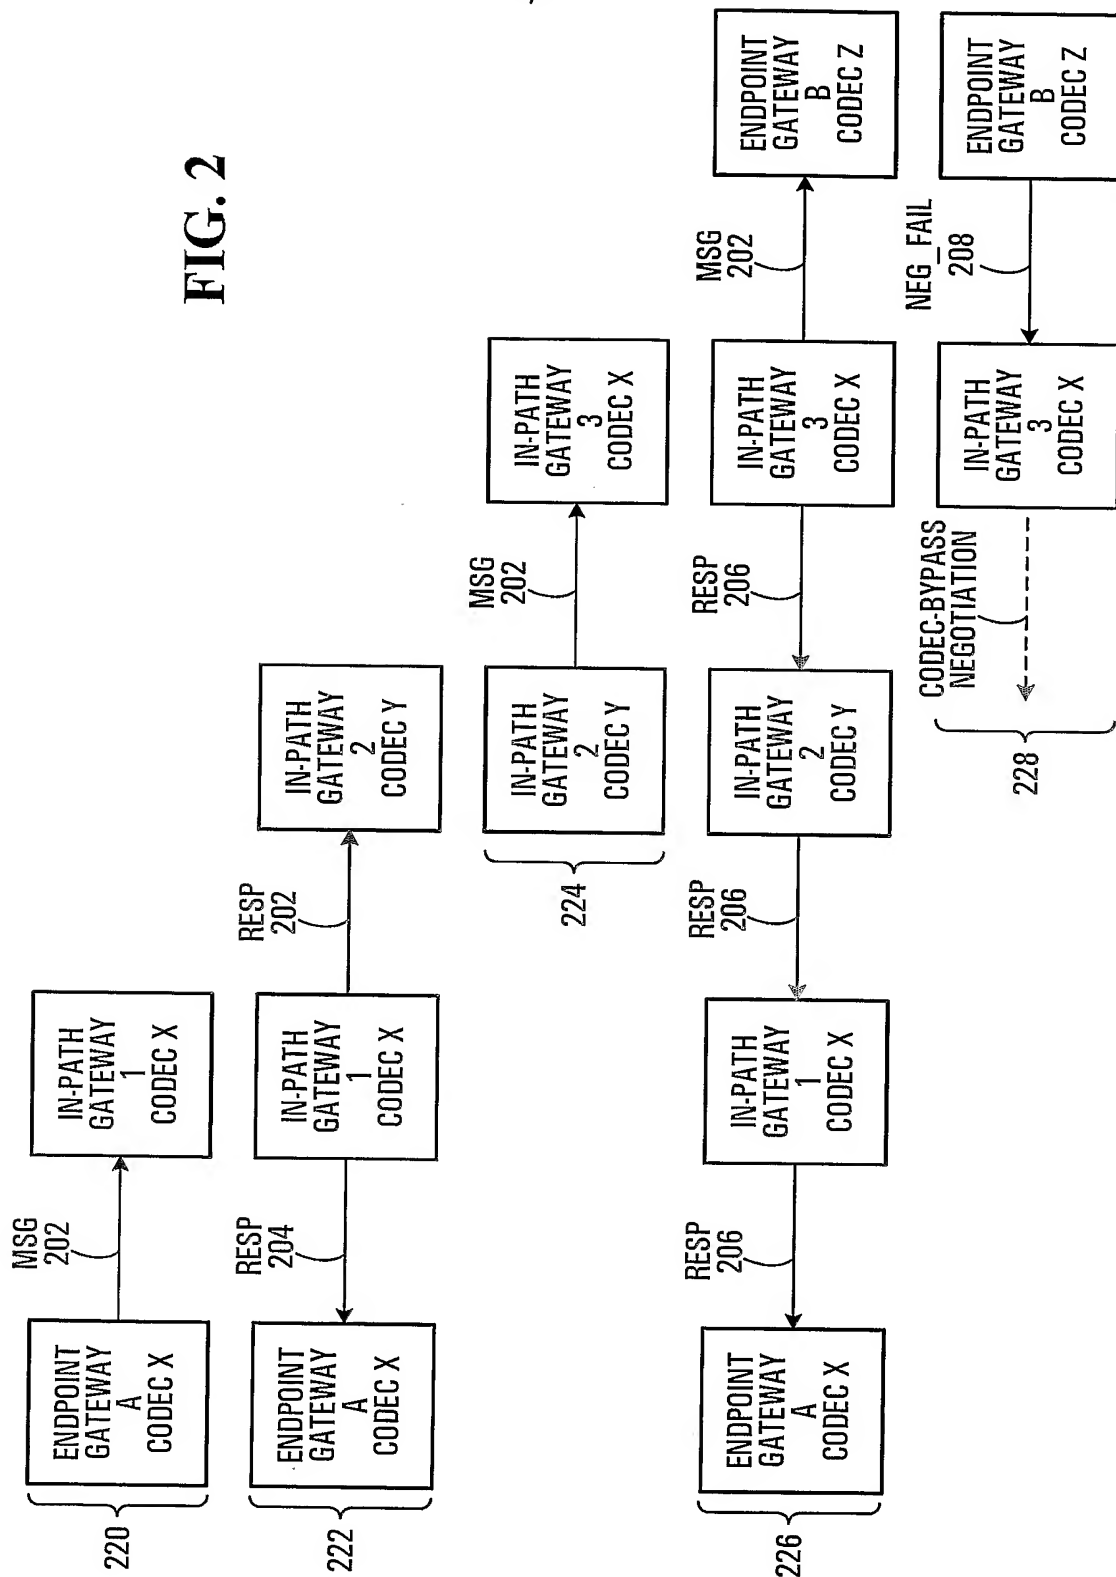 FIG. 2
220
ENDPOINT
GATEWAY
A
CODEC X
MSG
202
IN-PATH
GATEWAY
1
CODEC X
222
ENDPOINT
GATEWAY
A
CODEC X
RESP
204
IN-PATH
GATEWAY
1
CODEC X
RESP
202
IN-PATH
GATEWAY
2
CODEC Y
224
IN-PATH
GATEWAY
2
CODEC Y
MSG
202
IN-PATH
GATEWAY
3
CODEC X
226
ENDPOINT
GATEWAY
A
CODEC X
RESP
206
IN-PATH
GATEWAY
1
CODEC X
RESP
206
IN-PATH
GATEWAY
2
CODEC Y
RESP
206
IN-PATH
GATEWAY
3
CODEC X
MSG
202
ENDPOINT
GATEWAY
B
CODEC Z
228
CODEC-BYPASS
NEGOTIATION
IN-PATH
GATEWAY
3
CODEC X
NEG_FAIL
208
ENDPOINT
GATEWAY
B
CODEC Z